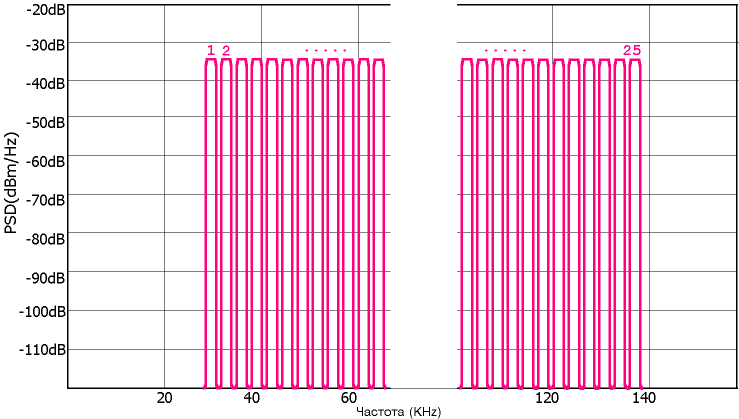 -20dB
-30dB
1 2 ..... ..... 25
-40dB
-50dB
-60dB
PSD(dBm/Hz)
-70dB
-80dB
-90dB
-100dB
-110dB
20 40 60 120 140
Частота (KHz)